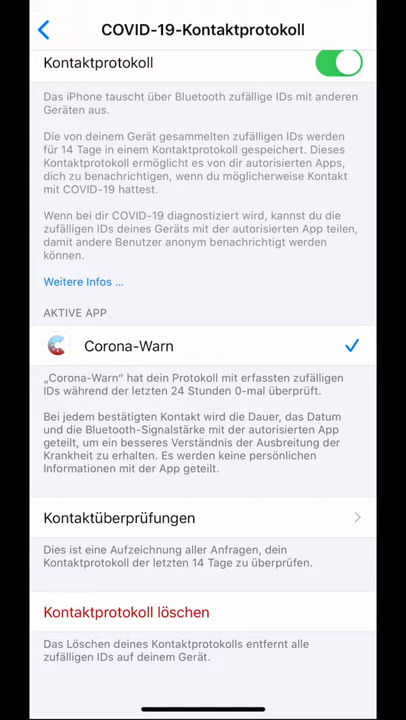 COVID-19-Kontaktprotokoll
Kontaktprotokoll
Das iPhone tauscht über Bluetooth zufällige IDs mit anderen
Geräten aus.
Die von deinem Gerät gesammelten zufälligen IDs werden
für 14 Tage in einem Kontaktprotokoll gespeichert. Dieses
Kontaktprotokoll ermöglicht es von dir autorisierten Apps,
dich zu benachrichtigen, wenn du möglicherweise Kontakt
mit COVID-19 hattest.
Wenn bei dir COVID-19 diagnostiziert wird, kannst du die
zufälligen IDs deines Geräts mit der autorisierten App teilen,
damit andere Benutzer anonym benachrichtigt werden
können.
Weitere Infos ...
AKTIVE APP
Corona-Warn
„Corona-Warn“ hat dein Protokoll mit erfassten zufälligen
IDs während der letzten 24 Stunden 0-mal überprüft.
Bei jedem bestätigten Kontakt wird die Dauer, das Datum
und die Bluetooth-Signalstärke mit der autorisierten App
geteilt, um ein besseres Verständnis der Ausbreitung der
Krankheit zu erhalten. Es werden keine persönlichen
Informationen mit der App geteilt.
Kontaktüberprüfungen
Dies ist eine Aufzeichnung aller Anfragen, dein
Kontaktprotokoll der letzten 14 Tage zu überprüfen.
Kontaktprotokoll löschen
Das Löschen deines Kontaktprotokolls entfernt alle
zufälligen IDs auf deinem Gerät.